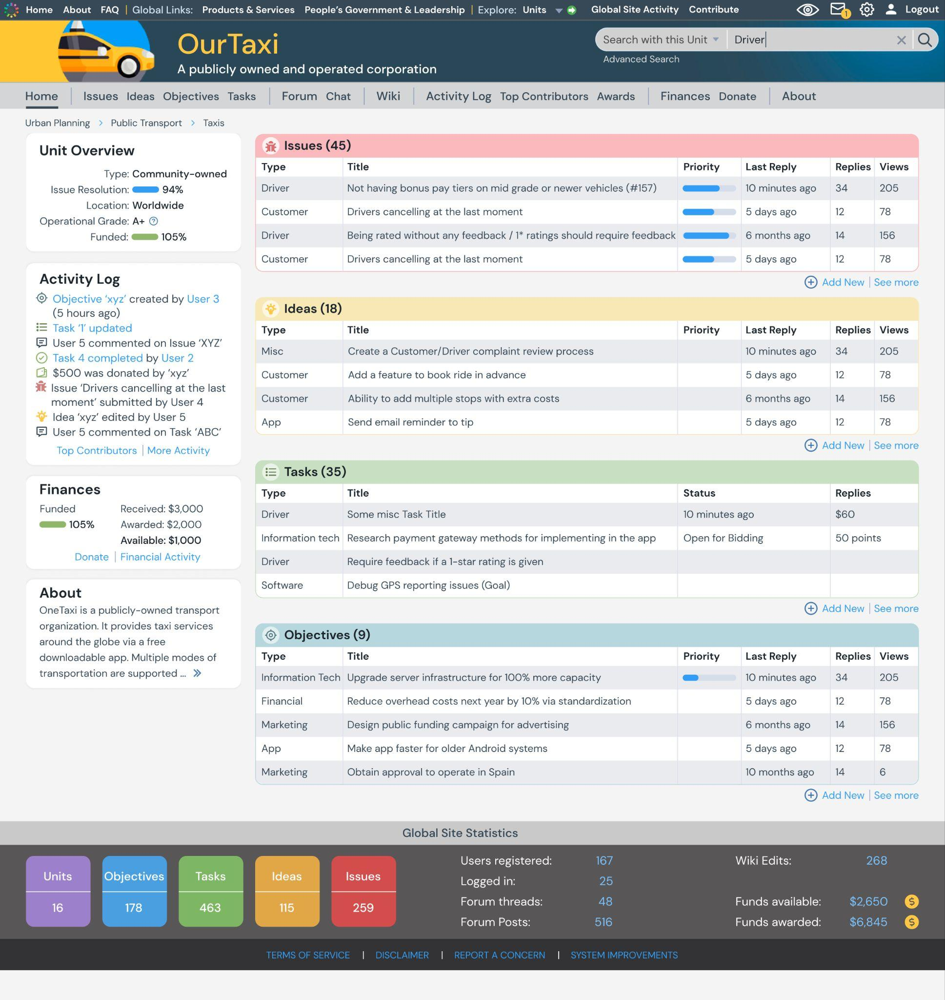 Home About FAQ | Global Links: Products & Services People's Government & Leadership | Explore: Units Global Site Activity Contribute 1 Logout
OurTaxi
A publicly owned and operated corporation
Search with this Unit Driver
Advanced Search
Home Issues Ideas Objectives Tasks Forum Chat Wiki Activity Log Top Contributors Awards Finances Donate About
Urban Planning > Public Transport > Taxis
Unit Overview
Type: Community-owned
Issue Resolution: 94%
Location: Worldwide
Operational Grade: A+ ?
Funded: 105%
Activity Log
Objective ‘xyz’ created by User 3
(5 hours ago)
Task ‘1’ updated
User 5 commented on Issue ‘XYZ’
Task 4 completed by User 2
$500 was donated by ‘xyz’
Issue ‘Drivers cancelling at the last
moment’ submitted by User 4
Idea ‘xyz’ edited by User 5
User 5 commented on Task ‘ABC’
Top Contributors | More Activity
Finances
Funded Received: $3,000
105% Awarded: $2,000
Available: $1,000
Donate | Financial Activity
About
OneTaxi is a publicly-owned transport
organization. It provides taxi services
around the globe via a free
downloadable app. Multiple modes of
transportation are supported ... »
Issues (45)
Type Title Priority Last Reply Replies Views
Driver Not having bonus pay tiers on mid grade or newer vehicles (#157) 10 minutes ago 34 205
Customer Drivers cancelling at the last moment 5 days ago 12 78
Driver Being rated without any feedback / 1* ratings should require feedback 6 months ago 14 156
Customer Drivers cancelling at the last moment 5 days ago 12 78
Add New | See more
Ideas (18)
Type Title Priority Last Reply Replies Views
Misc Create a Customer/Driver complaint review process 10 minutes ago 34 205
Customer Add a feature to book ride in advance 5 days ago 12 78
Customer Ability to add multiple stops with extra costs 6 months ago 14 156
App Send email reminder to tip 5 days ago 12 78
Add New | See more
Tasks (35)
Type Title Status Replies
Driver Some misc Task Title 10 minutes ago $60
Information tech Research payment gateway methods for implementing in the app Open for Bidding 50 points
Driver Require feedback if a 1-star rating is given
Software Debug GPS reporting issues (Goal)
Add New | See more
Objectives (9)
Type Title Priority Last Reply Replies Views
Information Tech Upgrade server infrastructure for 100% more capacity 10 minutes ago 34 205
Financial Reduce overhead costs next year by 10% via standardization 5 days ago 12 78
Marketing Design public funding campaign for advertising 6 months ago 14 156
App Make app faster for older Android systems 5 days ago 12 78
Marketing Obtain approval to operate in Spain 10 months ago 14 6
Add New | See more
Global Site Statistics
Units Objectives Tasks Ideas Issues
16 178 463 115 259
Users registered: 167 Wiki Edits: 268
Logged in: 25
Forum threads: 48 Funds available: $2,650 $
Forum Posts: 516 Funds awarded: $6,845 $
TERMS OF SERVICE | DISCLAIMER | REPORT A CONCERN | SYSTEM IMPROVEMENTS